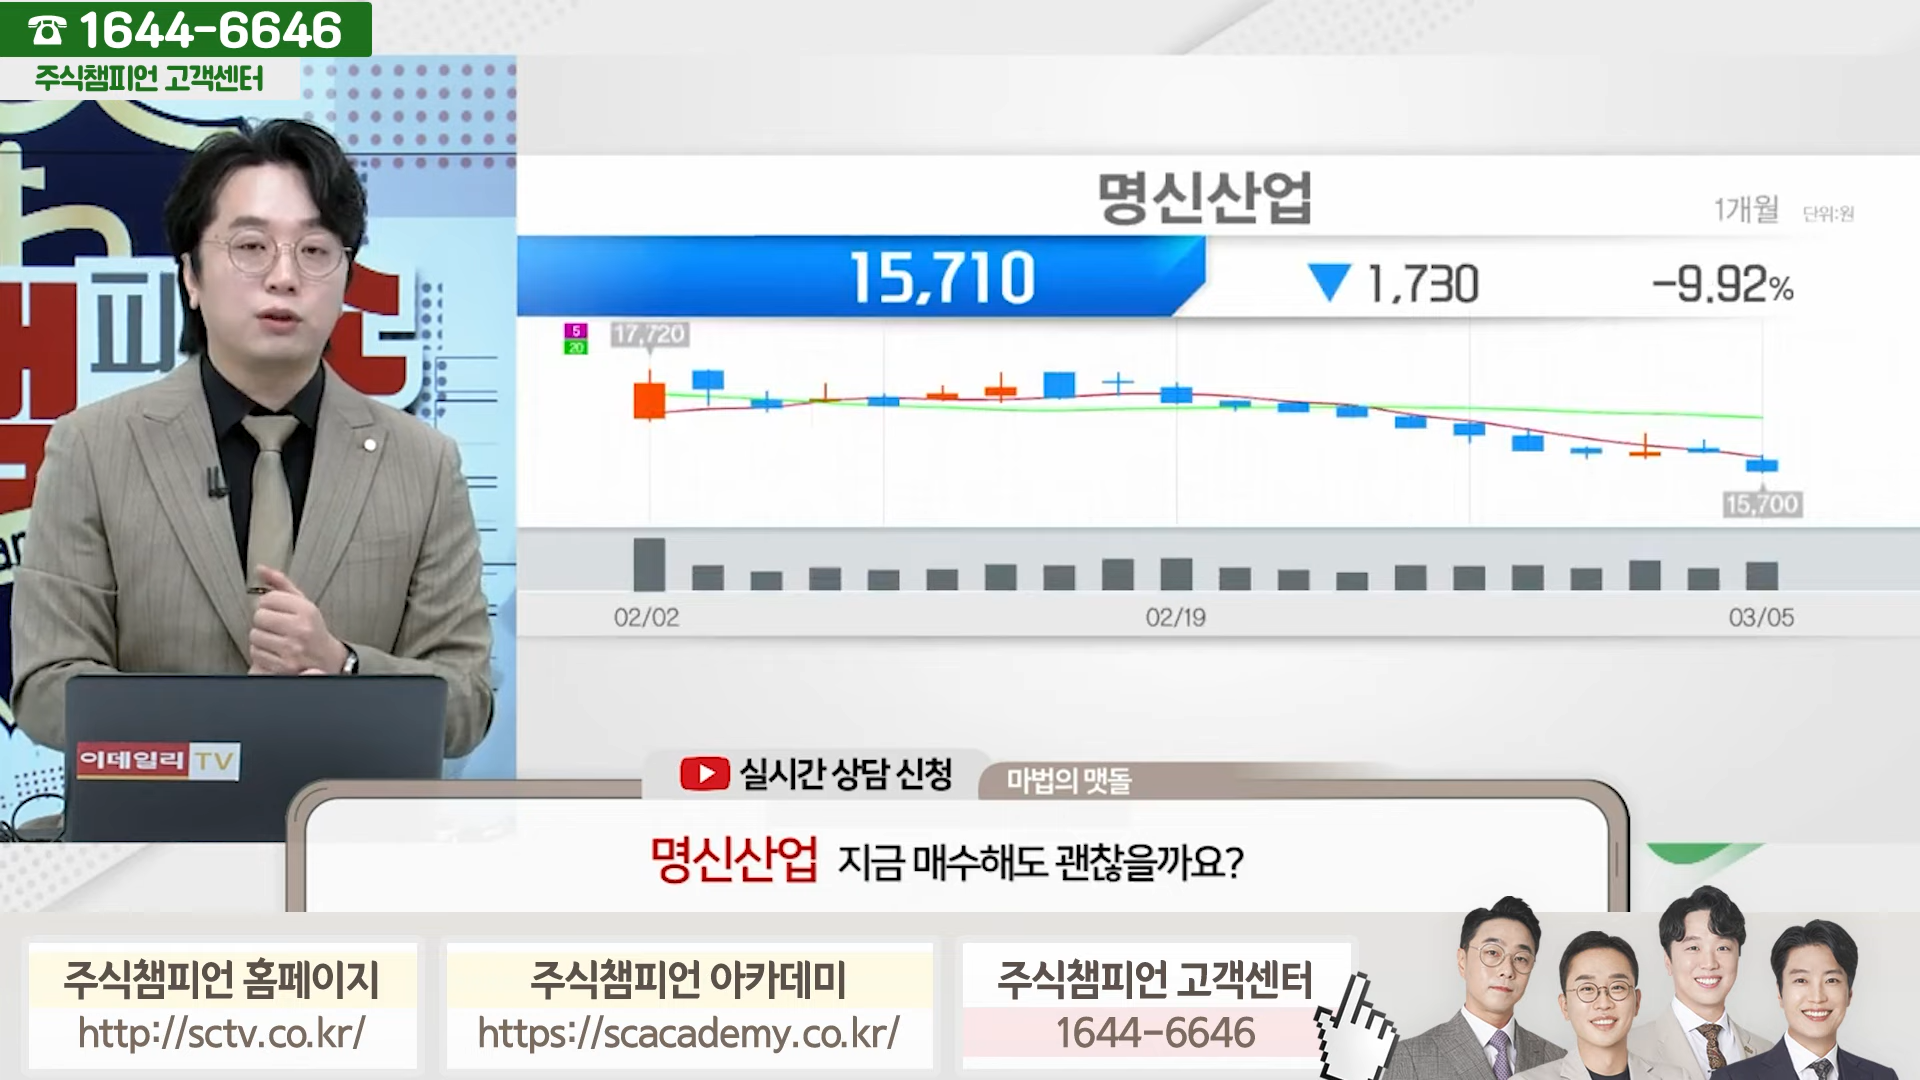 ☎ 1644-6646
주식챔피언 고객센터
피
명신산업
1개월 단위:원
15,710 ▼1,730 -9.92%
5
20
17,720
15,700
02/02 02/19 03/05
이데일리 TV
실시간 상담 신청 마법의 맷돌
명신산업 지금 매수해도 괜찮을까요?
주식챔피언 홈페이지
http://sctv.co.kr/
주식챔피언 아카데미
https://scacademy.co.kr/
주식챔피언 고객센터
1644-6646